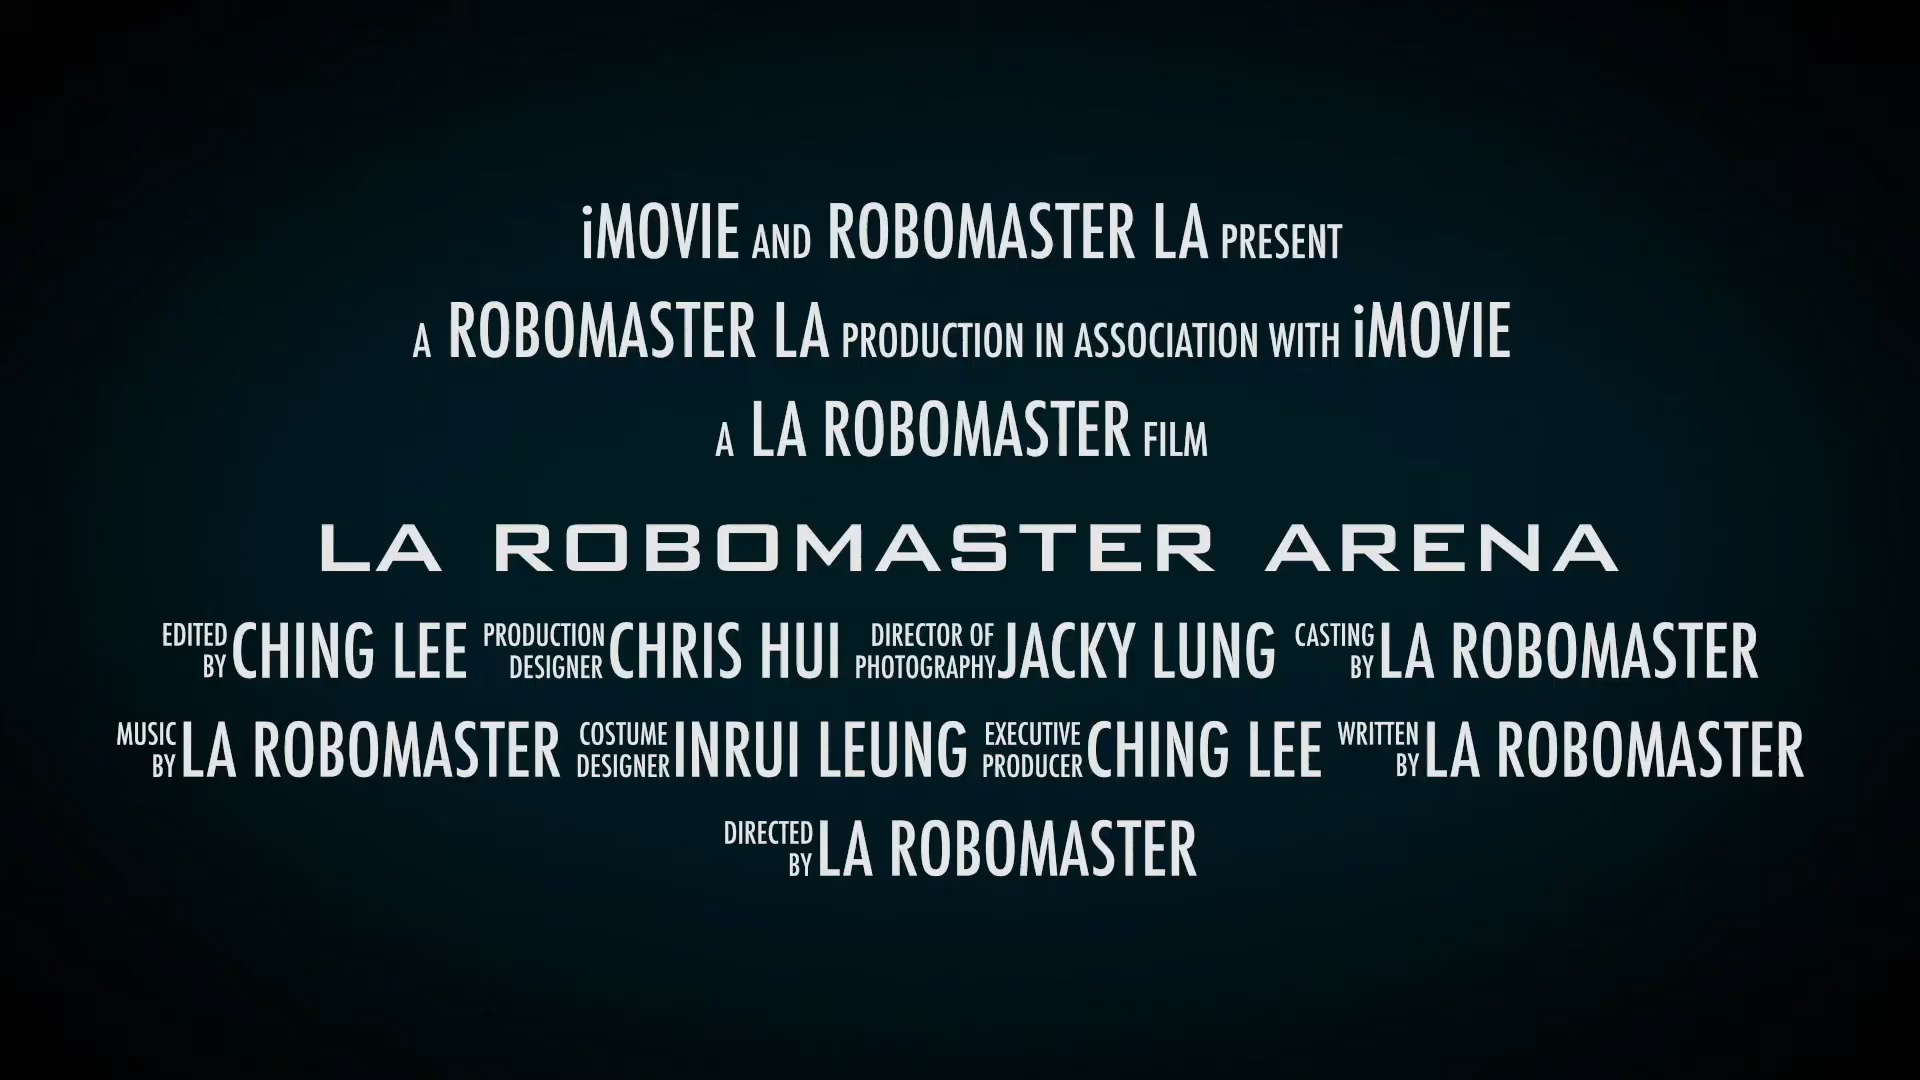 iMOVIE AND ROBOMASTER LA PRESENT
A ROBOMASTER LA PRODUCTION IN ASSOCIATION WITH iMOVIE
A LA ROBOMASTER FILM
LA ROBOMASTER ARENA
EDITED BY CHING LEE PRODUCTION DESIGNER CHRIS HUI DIRECTOR OF PHOTOGRAPHY JACKY LUNG CASTING BY LA ROBOMASTER
MUSIC BY LA ROBOMASTER COSTUME DESIGNER INRUI LEUNG EXECUTIVE PRODUCER CHING LEE WRITTEN BY LA ROBOMASTER
DIRECTED BY LA ROBOMASTER